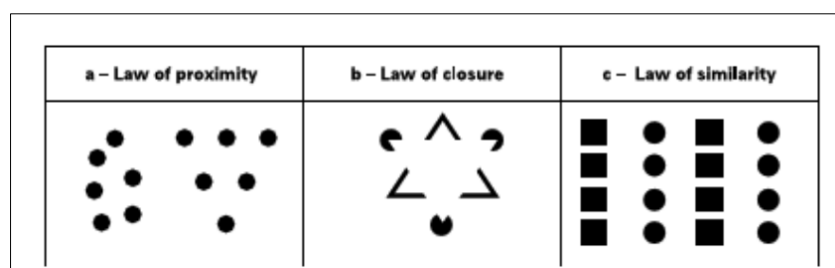 a – Law of proximity
b – Law of closure
c – Law of similarity